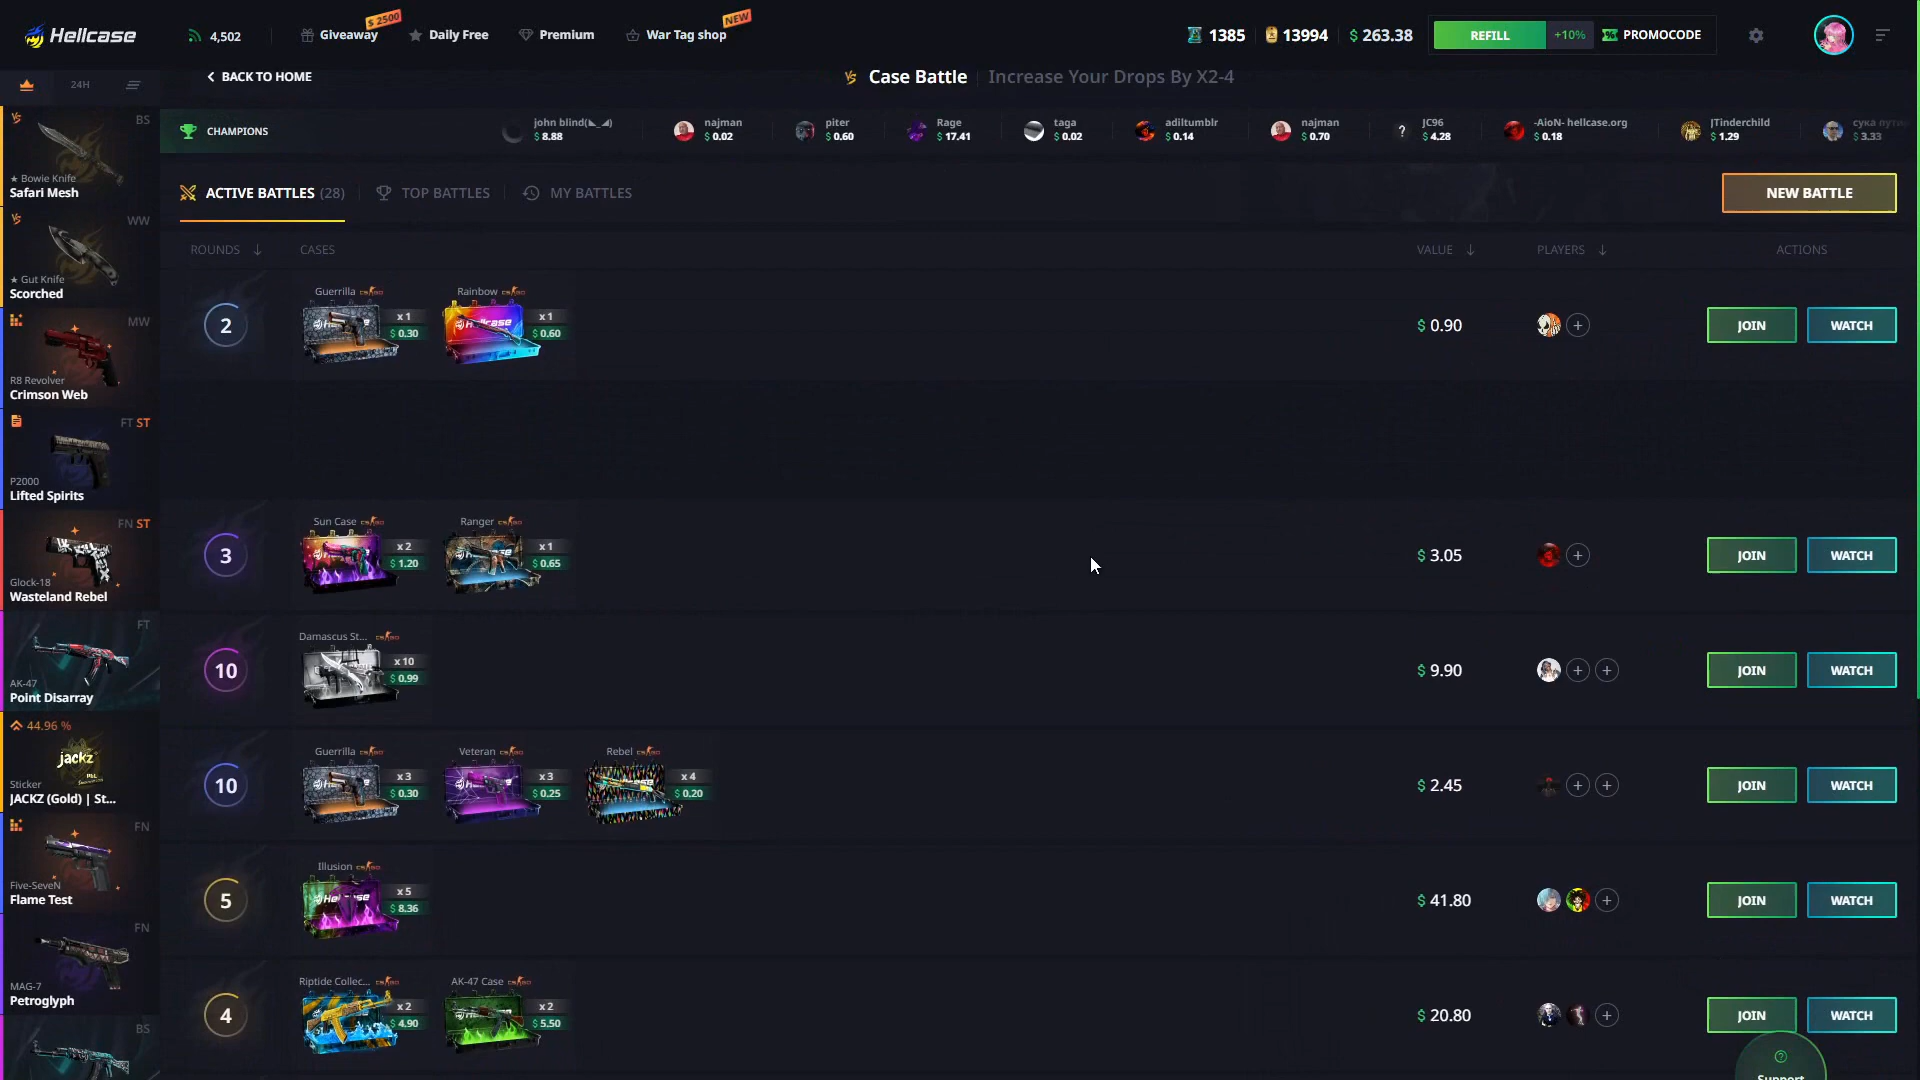 Hellcase
4,502
Giveaway
$ 2500
Daily Free
Premium
War Tag shop
NEW
1385
13994
$ 263.38
REFILL
+10%
PROMOCODE
24H
BACK TO HOME
Case Battle
Increase Your Drops By X2-4
CHAMPIONS
john blind(◣_◢)
$ 8.88
najman
$ 0.02
piter
$ 0.60
Rage
$ 17.41
taga
$ 0.02
adiltumblr
$ 0.14
najman
$ 0.70
?
JC96
$ 4.28
-AioN- hellcase.org
$ 0.18
JTinderchild
$ 1.29
$ 3.33
ACTIVE BATTLES (28)
TOP BATTLES
MY BATTLES
NEW BATTLE
ROUNDS
CASES
VALUE
PLAYERS
ACTIONS
2
Guerrilla
x 1
$ 0.30
Rainbow
x 1
$ 0.60
$ 0.90
JOIN
WATCH
3
Sun Case
x 2
$ 1.20
Ranger
x 1
$ 0.65
$ 3.05
JOIN
WATCH
10
Damascus St...
x 10
$ 0.99
$ 9.90
JOIN
WATCH
10
Guerrilla
x 3
$ 0.30
Veteran
x 3
$ 0.25
Rebel
x 4
$ 0.20
$ 2.45
JOIN
WATCH
5
Illusion
x 5
$ 8.36
$ 41.80
JOIN
WATCH
4
Riptide Collec...
x 2
$ 4.90
AK-47 Case
x 2
$ 5.50
$ 20.80
JOIN
WATCH
Support
BS
★ Bowie Knife
Safari Mesh
WW
★ Gut Knife
Scorched
MW
R8 Revolver
Crimson Web
FT ST
P2000
Lifted Spirits
FN ST
Glock-18
Wasteland Rebel
FT
AK-47
Point Disarray
44.96 %
jackz
Sticker
JACKZ (Gold) | St...
FN
Five-SeveN
Flame Test
FN
MAG-7
Petroglyph
BS